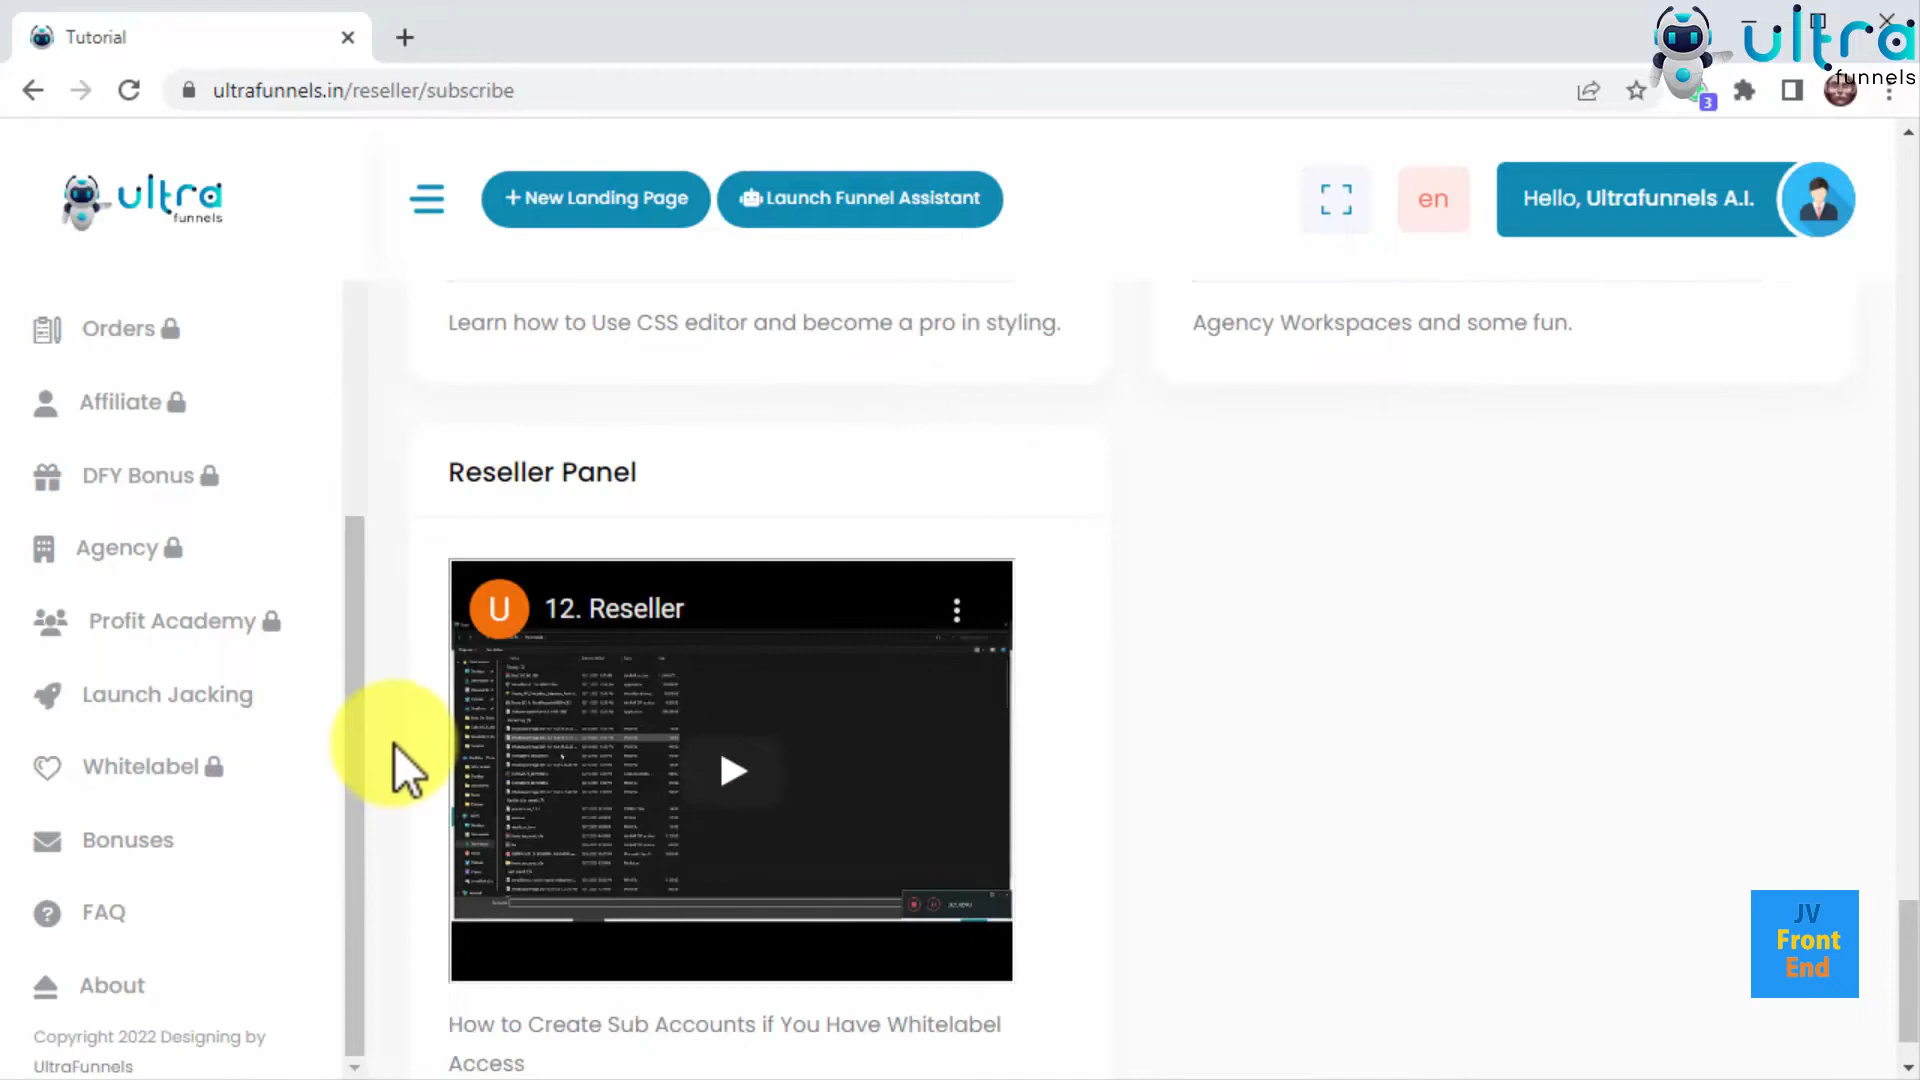 Tutorial
ultra
funnels
ultrafunnels.in/reseller/subscribe
3
ultra
funnels
+ New Landing Page
Launch Funnel Assistant
en
Hello, Ultrafunnels A.I.
Orders
Affiliate
DFY Bonus
Agency
Profit Academy
Launch Jacking
Whitelabel
Bonuses
FAQ
About
Copyright 2022 Designing by
UltraFunnels
Learn how to Use CSS editor and become a pro in styling.
Agency Workspaces and some fun.
Reseller Panel
U
12. Reseller
How to Create Sub Accounts if You Have Whitelabel
Access
JV
Front
End